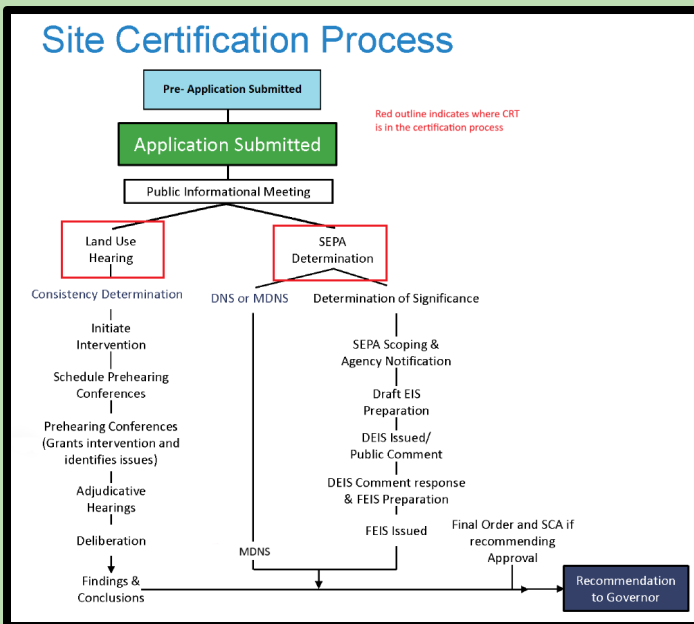 Site Certification Process
Pre- Application Submitted
Red outline indicates where CRT
is in the certification process
Application Submitted
Public Informational Meeting
Land Use
Hearing
SEPA
Determination
Consistency Determination
DNS or MDNS
Determination of Significance
Initiate
Intervention
SEPA Scoping &
Agency Notification
Schedule Prehearing
Conferences
Draft EIS
Preparation
Prehearing Conferences
(Grants intervention and
identifies issues)
DEIS Issued/
Public Comment
Adjudicative
Hearings
DEIS Comment response
& FEIS Preparation
Deliberation
FEIS Issued
Final Order and SCA if
recommending
Approval
MDNS
Findings &
Conclusions
Recommendation
to Governor